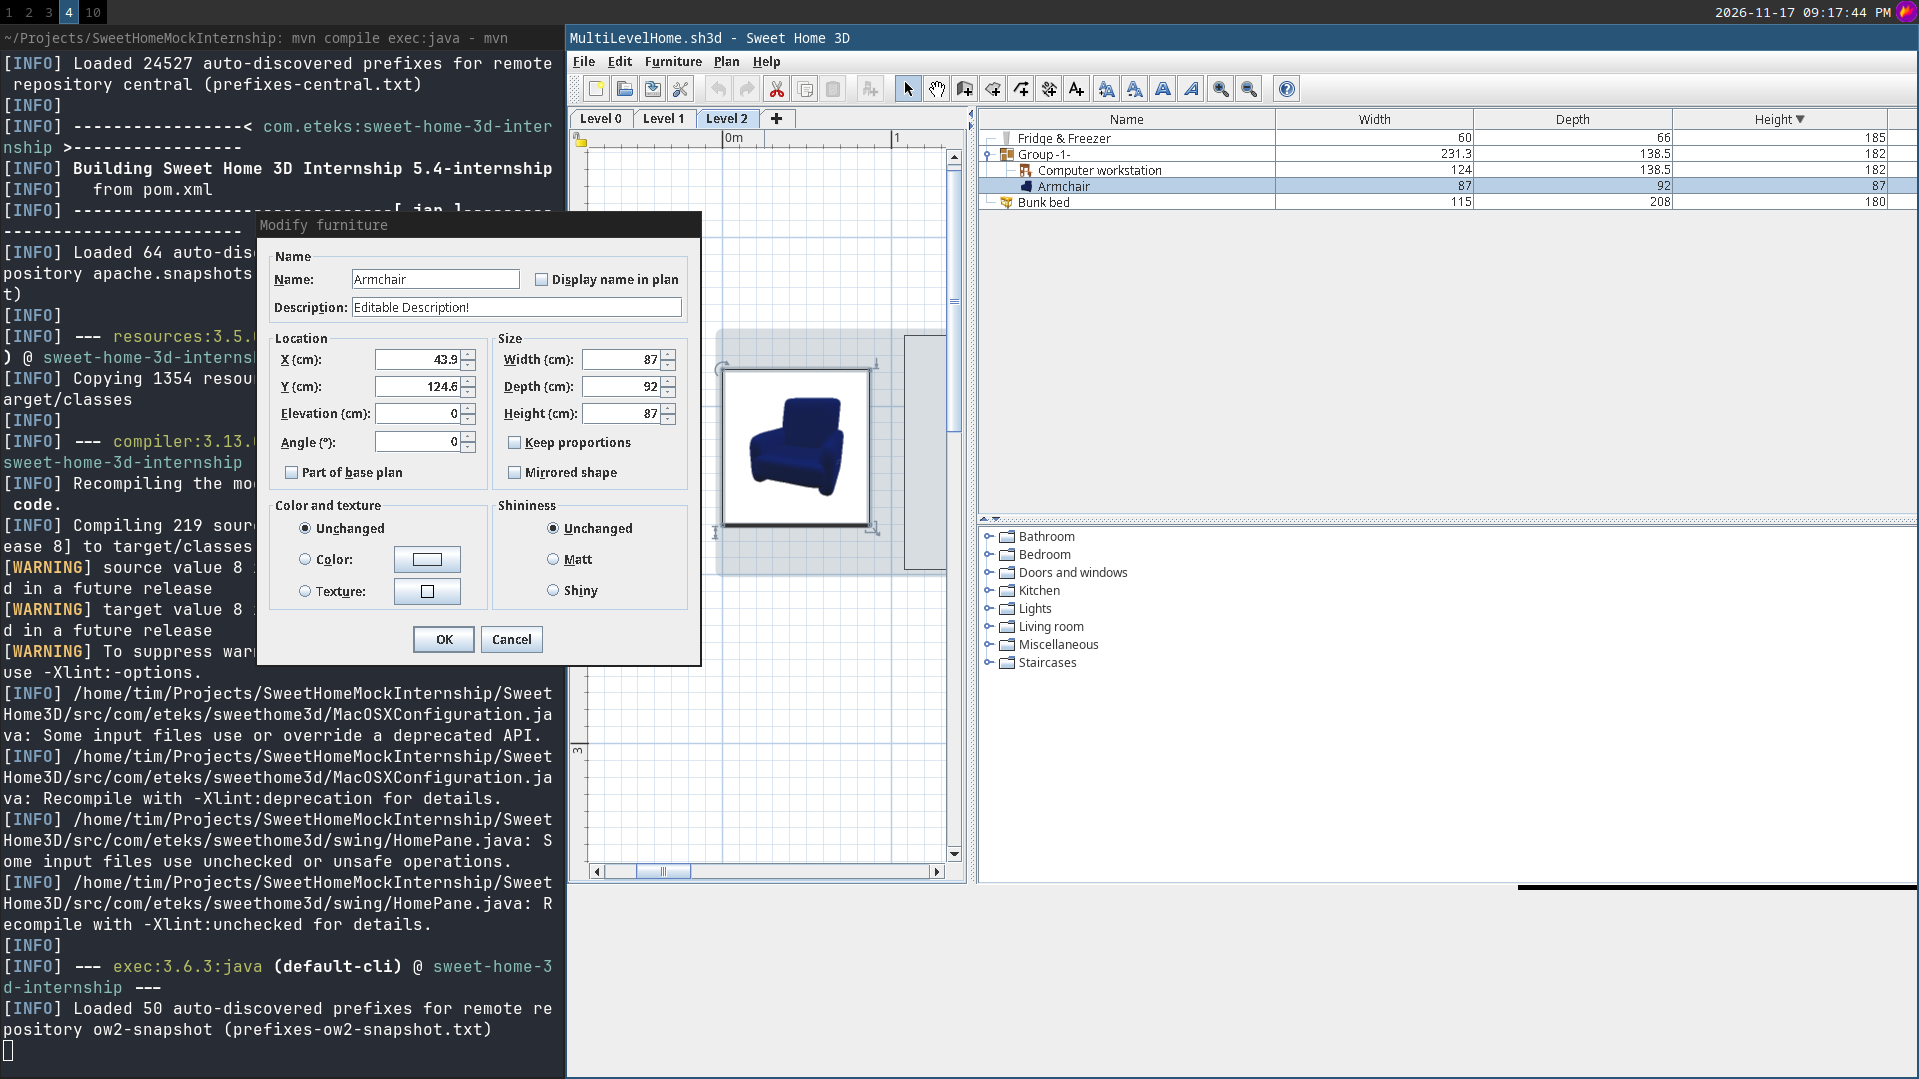 1 2 3 4 10
2026-11-17 09:17:44 PM
~/Projects/SweetHomeMockInternship: mvn compile exec:java - mvn
[INFO] Loaded 24527 auto-discovered prefixes for remote
repository central (prefixes-central.txt)
[INFO]
[INFO] -----------------< com.eteks:sweet-home-3d-inter
nship >-----------------
[INFO] Building Sweet Home 3D Internship 5.4-internship
[INFO]   from pom.xml
[INFO] --------------------------------[ jar ]---------
------------------------
[INFO] Loaded 64 auto-dis
pository apache.snapshots
t)
[INFO]
[INFO] --- resources:3.5.
) @ sweet-home-3d-interns
[INFO] Copying 1354 resou
arget/classes
[INFO]
[INFO] --- compiler:3.13.
sweet-home-3d-internship
[INFO] Recompiling the mo
code.
[INFO] Compiling 219 sour
ease 8] to target/classes
[WARNING] source value 8
d in a future release
[WARNING] target value 8
d in a future release
[WARNING] To suppress war
use -Xlint:-options.
[INFO] /home/tim/Projects/SweetHomeMockInternship/Sweet
Home3D/src/com/eteks/sweethome3d/MacOSXConfiguration.ja
va: Some input files use or override a deprecated API.
[INFO] /home/tim/Projects/SweetHomeMockInternship/Sweet
Home3D/src/com/eteks/sweethome3d/MacOSXConfiguration.ja
va: Recompile with -Xlint:deprecation for details.
[INFO] /home/tim/Projects/SweetHomeMockInternship/Sweet
Home3D/src/com/eteks/sweethome3d/swing/HomePane.java: S
ome input files use unchecked or unsafe operations.
[INFO] /home/tim/Projects/SweetHomeMockInternship/Sweet
Home3D/src/com/eteks/sweethome3d/swing/HomePane.java: R
ecompile with -Xlint:unchecked for details.
[INFO]
[INFO] --- exec:3.6.3:java (default-cli) @ sweet-home-3
d-internship ---
[INFO] Loaded 50 auto-discovered prefixes for remote re
pository ow2-snapshot (prefixes-ow2-snapshot.txt)
Modify furniture
Name
Name: Armchair Display name in plan
Description: Editable Description!
Location
X (cm): 43.9
Y (cm): 124.6
Elevation (cm): 0
Angle (°): 0
Part of base plan
Size
Width (cm): 87
Depth (cm): 92
Height (cm): 87
Keep proportions
Mirrored shape
Color and texture
Unchanged
Color:
Texture:
Shininess
Unchanged
Matt
Shiny
OK Cancel
MultiLevelHome.sh3d - Sweet Home 3D
File Edit Furniture Plan Help
Level 0 Level 1 Level 2
0m 1
3
Name Width Depth Height
Fridge & Freezer 60 66 185
Group -1- 231.3 138.5 182
Computer workstation 124 138.5 182
Armchair 87 92 87
Bunk bed 115 208 180
Bathroom
Bedroom
Doors and windows
Kitchen
Lights
Living room
Miscellaneous
Staircases